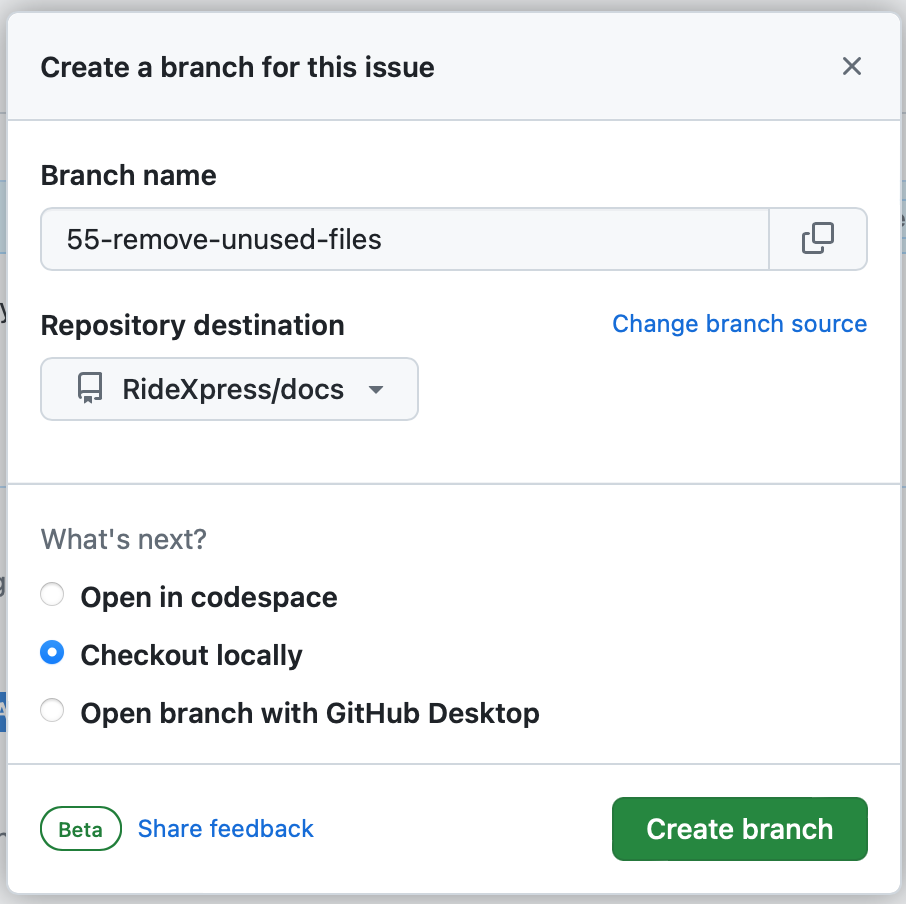 Create a branch for this issue
Branch name
55-remove-unused-files
Repository destination
Change branch source
RideXpress/docs
What's next?
Open in codespace
Checkout locally
Open branch with GitHub Desktop
Beta
Share feedback
Create branch